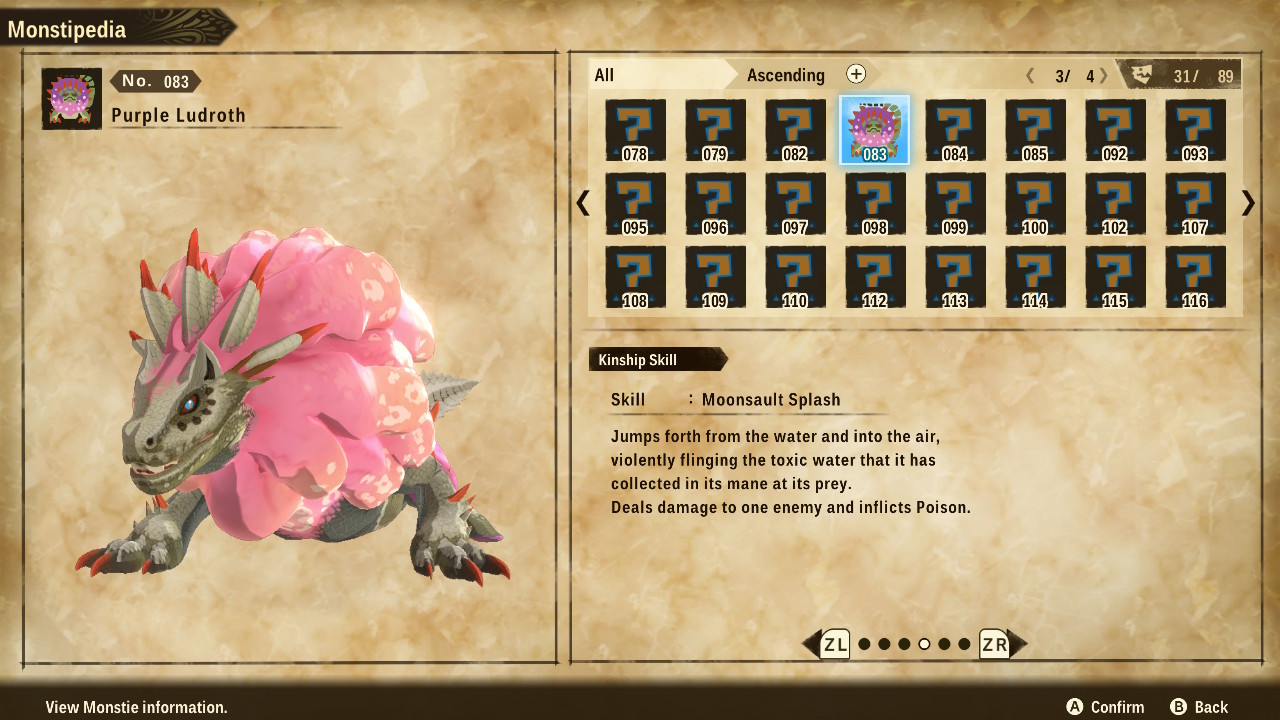 Monstipedia
No. 083
Purple Ludroth
All
Ascending
3/ 4
31/ 89
078 079 082 083 084 085 092 093
095 096 097 098 099 100 102 107
108 109 110 112 113 114 115 116
Kinship Skill
Skill : Moonsault Splash
Jumps forth from the water and into the air,
violently flinging the toxic water that it has
collected in its mane at its prey.
Deals damage to one enemy and inflicts Poison.
ZL ZR
View Monstie information.
A Confirm B Back